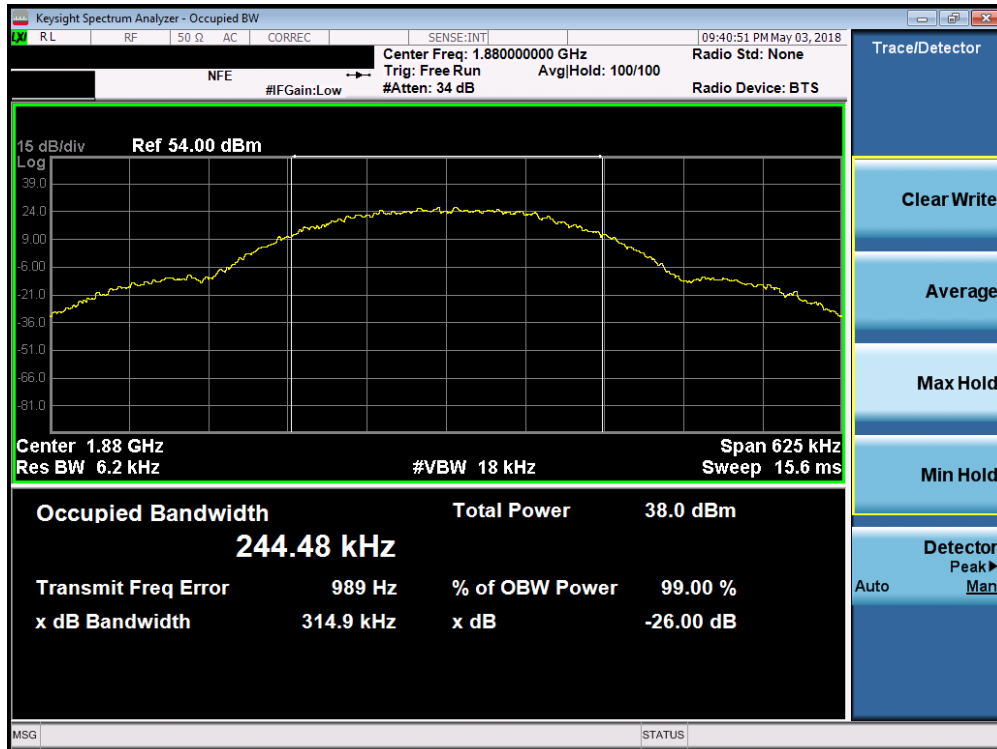 Keysight Spectrum Analyzer - Occupied BW
LXI RL RF 50 Ω AC CORREC SENSE:INT 09:40:51 PM May 03, 2018
Center Freq: 1.880000000 GHz Radio Std: None
NFE Trig: Free Run Avg|Hold: 100/100
#IFGain:Low #Atten: 34 dB Radio Device: BTS
Trace/Detector
15 dB/div Ref 54.00 dBm
Log
39.0
24.0
9.00
-6.00
-21.0
-36.0
-51.0
-66.0
-81.0
Center 1.88 GHz Span 625 kHz
Res BW 6.2 kHz #VBW 18 kHz Sweep 15.6 ms
Occupied Bandwidth Total Power 38.0 dBm
244.48 kHz
Transmit Freq Error 989 Hz % of OBW Power 99.00 %
x dB Bandwidth 314.9 kHz x dB -26.00 dB
Clear Write
Average
Max Hold
Min Hold
Detector
Peak▶
Auto Man
MSG STATUS